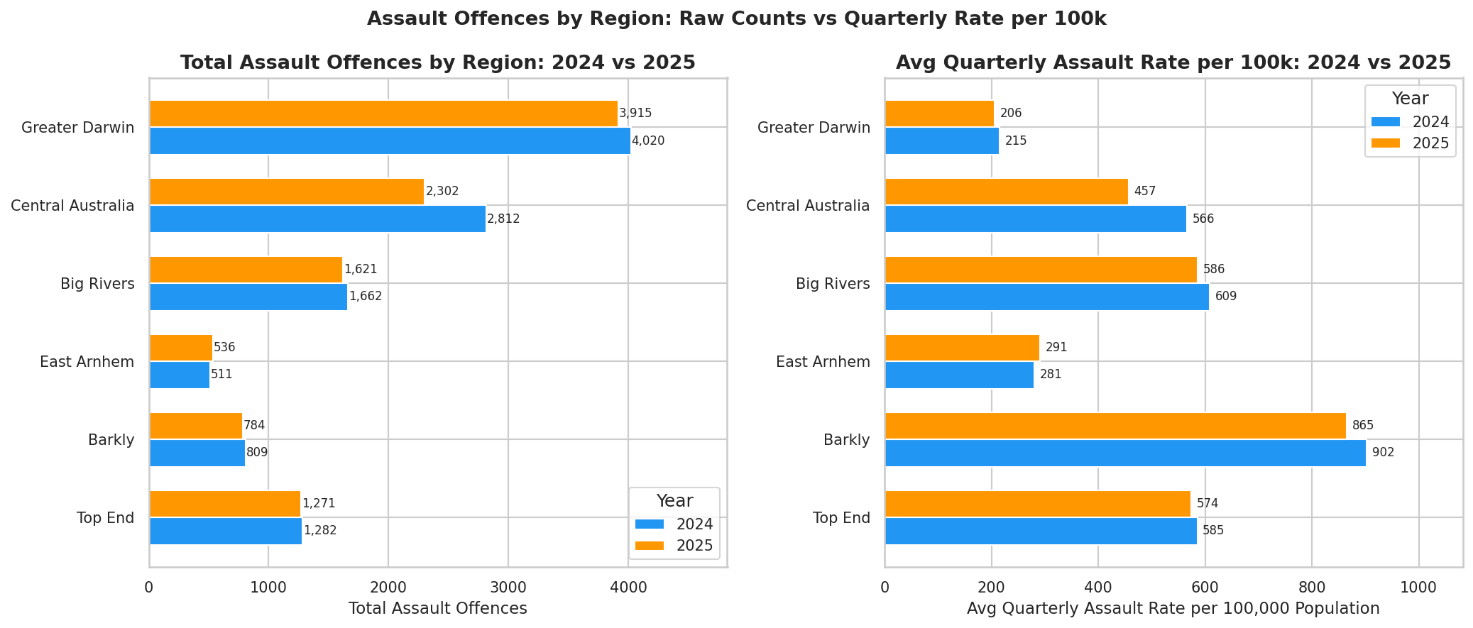 Assault Offences by Region: Raw Counts vs Quarterly Rate per 100k
Total Assault Offences by Region: 2024 vs 2025
Greater Darwin
3,915
4,020
Central Australia
2,302
2,812
Big Rivers
1,621
1,662
East Arnhem
536
511
Barkly
784
809
Top End
1,271
1,282
Year
2024
2025
0 1000 2000 3000 4000
Total Assault Offences
Avg Quarterly Assault Rate per 100k: 2024 vs 2025
Year
2024
2025
Greater Darwin
206
215
Central Australia
457
566
Big Rivers
586
609
East Arnhem
291
281
Barkly
865
902
Top End
574
585
0 200 400 600 800 1000
Avg Quarterly Assault Rate per 100,000 Population